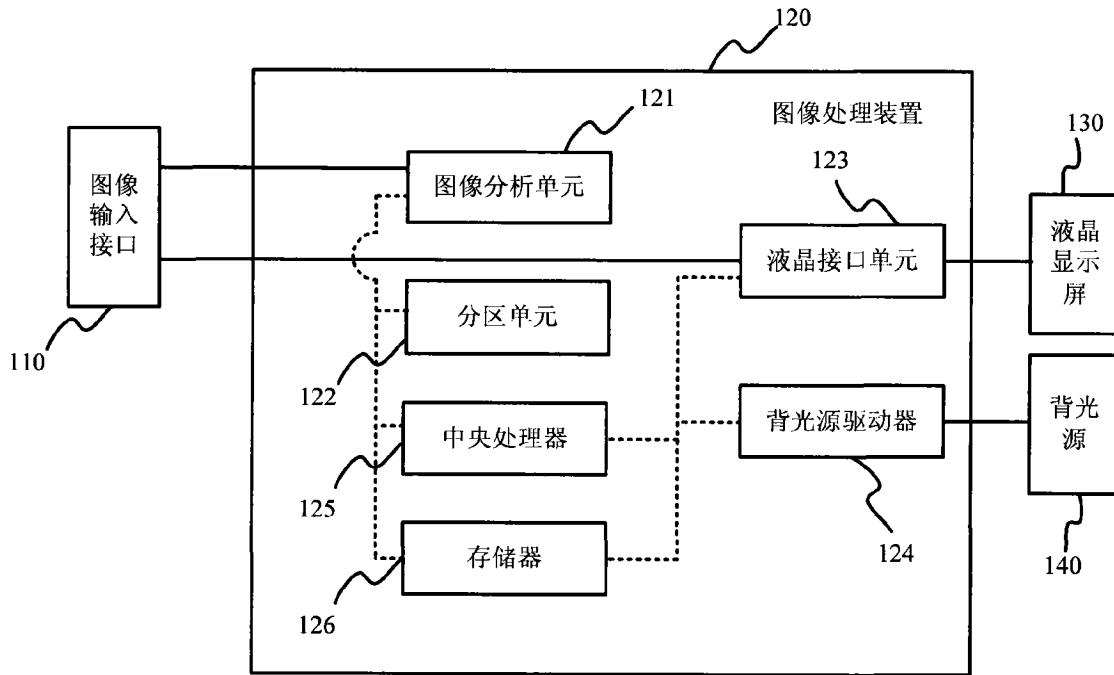 120
121
图像处理装置
130
图像
输入
接口
图像分析单元
123
液晶
显示
屏
液晶接口单元
分区单元
110
122
背光
源
中央处理器
背光源驱动器
125
存储器
124
140
126